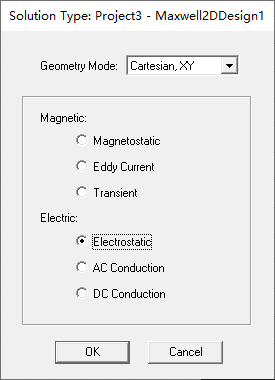 Solution Type: Project3 - Maxwell2DDesign1
Geometry Mode: Cartesian, XY
Magnetic:
Magnetostatic
Eddy Current
Transient
Electric:
Electrostatic
AC Conduction
DC Conduction
OK Cancel